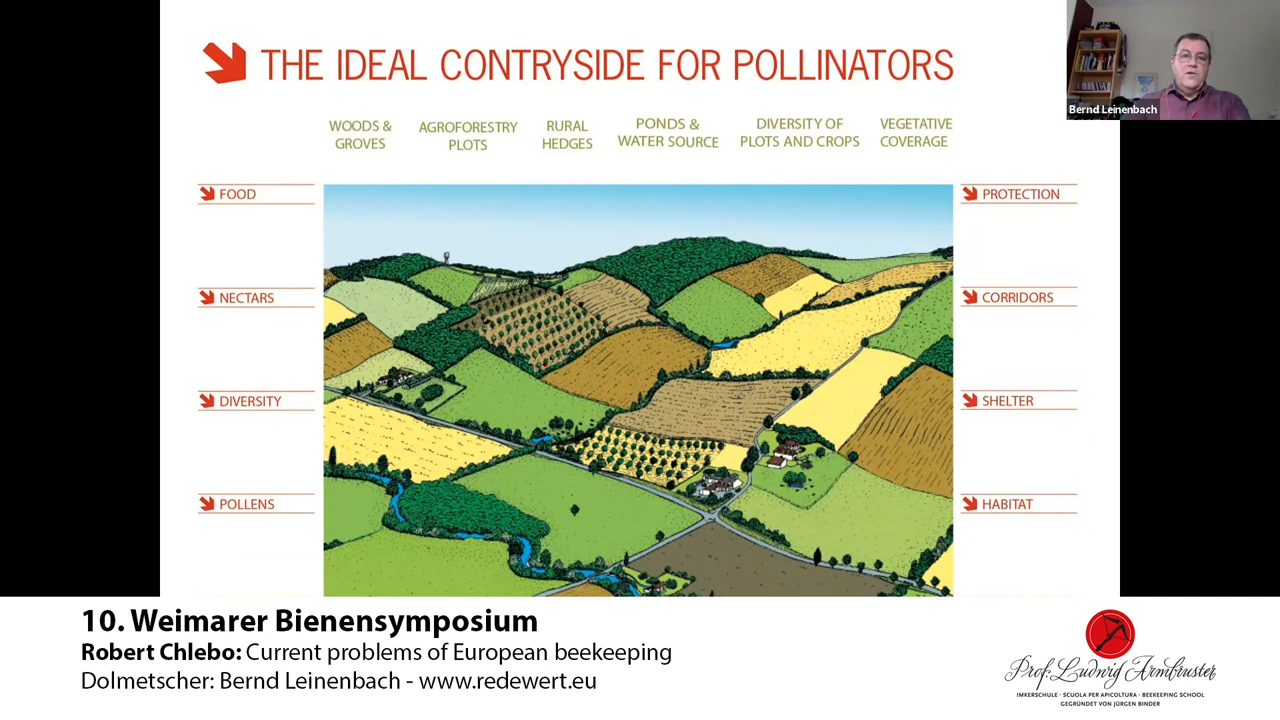 THE IDEAL CONTRYSIDE FOR POLLINATORS
Bernd Leinenbach
WOODS &
GROVES
AGROFORESTRY
PLOTS
RURAL
HEDGES
PONDS &
WATER SOURCE
DIVERSITY OF
PLOTS AND CROPS
VEGETATIVE
COVERAGE
FOOD
NECTARS
DIVERSITY
POLLENS
PROTECTION
CORRIDORS
SHELTER
HABITAT
10. Weimarer Bienensymposium
Robert Chlebo: Current problems of European beekeeping
Dolmetscher: Bernd Leinenbach - www.redewert.eu
Prof. Ludwig Armbruster
IMKERSCHULE · SCUOLA PER APICOLTURA · BEEKEEPING SCHOOL
GEGRÜNDET VON JÜRGEN BINDER